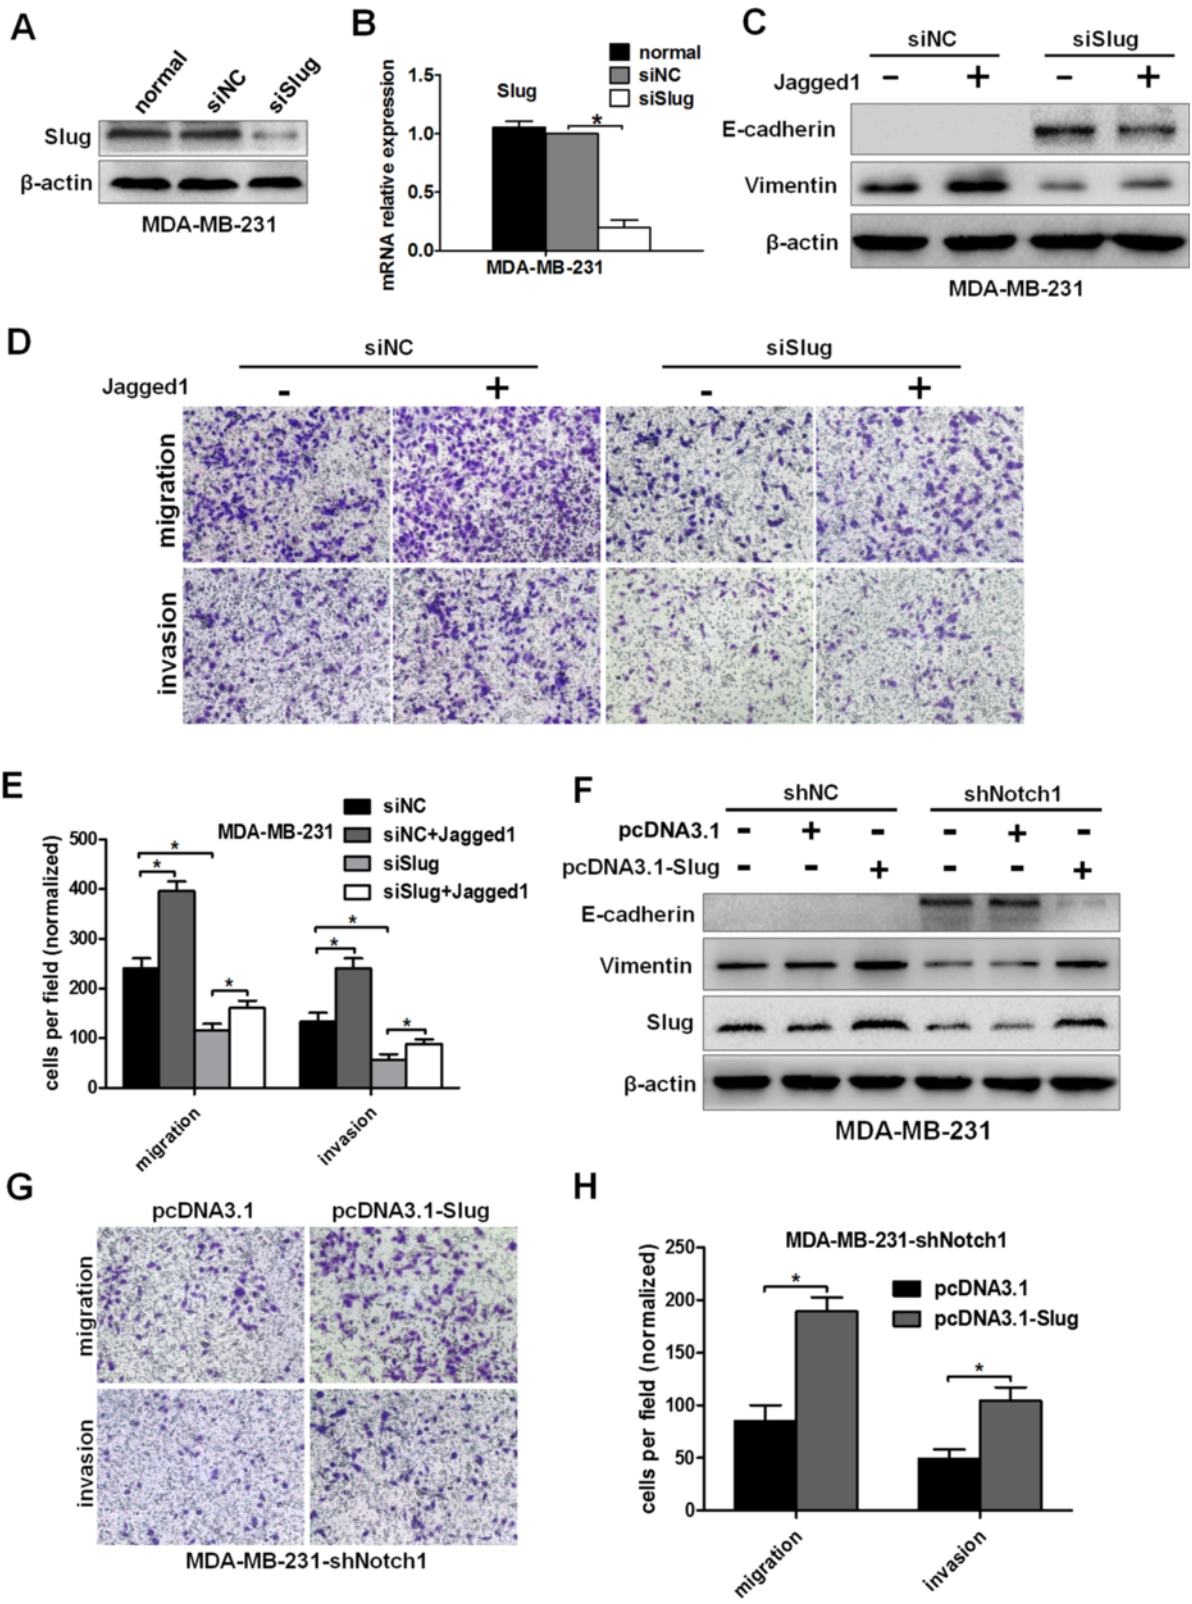 A
normal siNC siSlug
Slug
β-actin
MDA-MB-231
B
normal
siNC
siSlug
mRNA relative expression
1.5
1.0
0.5
0.0
Slug
*
MDA-MB-231
C
siNC siSlug
Jagged1 - + - +
E-cadherin
Vimentin
β-actin
MDA-MB-231
D
siNC siSlug
Jagged1 - + - +
migration
invasion
E
siNC
siNC+Jagged1
siSlug
siSlug+Jagged1
MDA-MB-231
cells per field (normalized)
500
400
300
200
100
0
* * *
* * *
migration invasion
F
shNC shNotch1
pcDNA3.1 - + - - + -
pcDNA3.1-Slug - - + - - +
E-cadherin
Vimentin
Slug
β-actin
MDA-MB-231
G
pcDNA3.1 pcDNA3.1-Slug
migration
invasion
MDA-MB-231-shNotch1
H
MDA-MB-231-shNotch1
pcDNA3.1
pcDNA3.1-Slug
cells per field (normalized)
250
200
150
100
50
0
* *
migration invasion